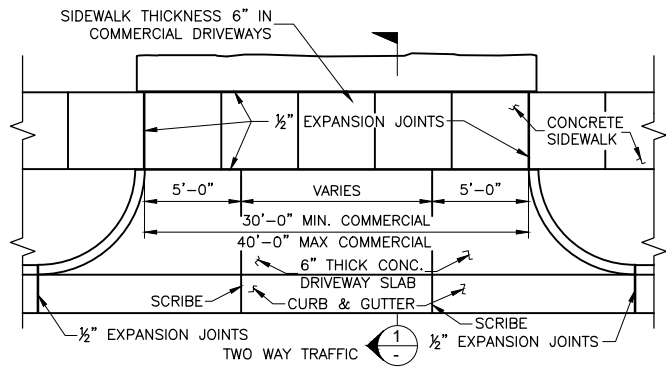 SIDEWALK THICKNESS 6" IN
COMMERCIAL DRIVEWAYS
½" EXPANSION JOINTS
CONCRETE
SIDEWALK
5'-0"
VARIES
5'-0"
30'-0" MIN. COMMERCIAL
40'-0" MAX COMMERCIAL
6" THICK CONC.
DRIVEWAY SLAB
SCRIBE
CURB & GUTTER
SCRIBE
½" EXPANSION JOINTS
½" EXPANSION JOINTS
TWO WAY TRAFFIC
1
-